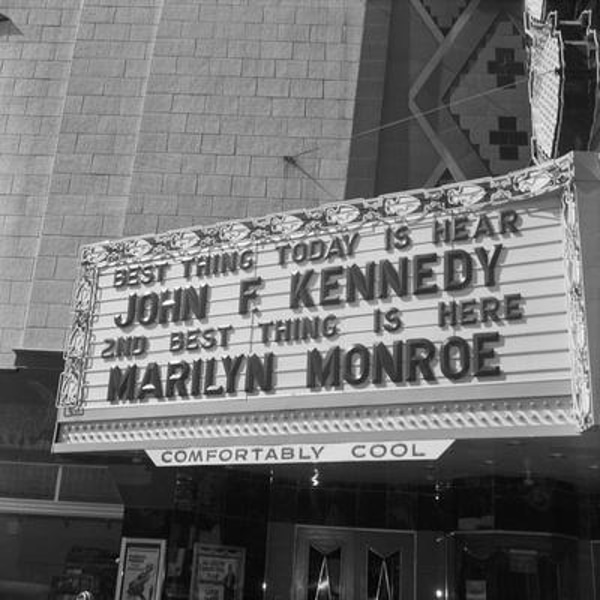 BEST THING TODAY IS HEAR
JOHN F. KENNEDY
2ND BEST THING IS HERE
MARILYN MONROE
COMFORTABLY COOL